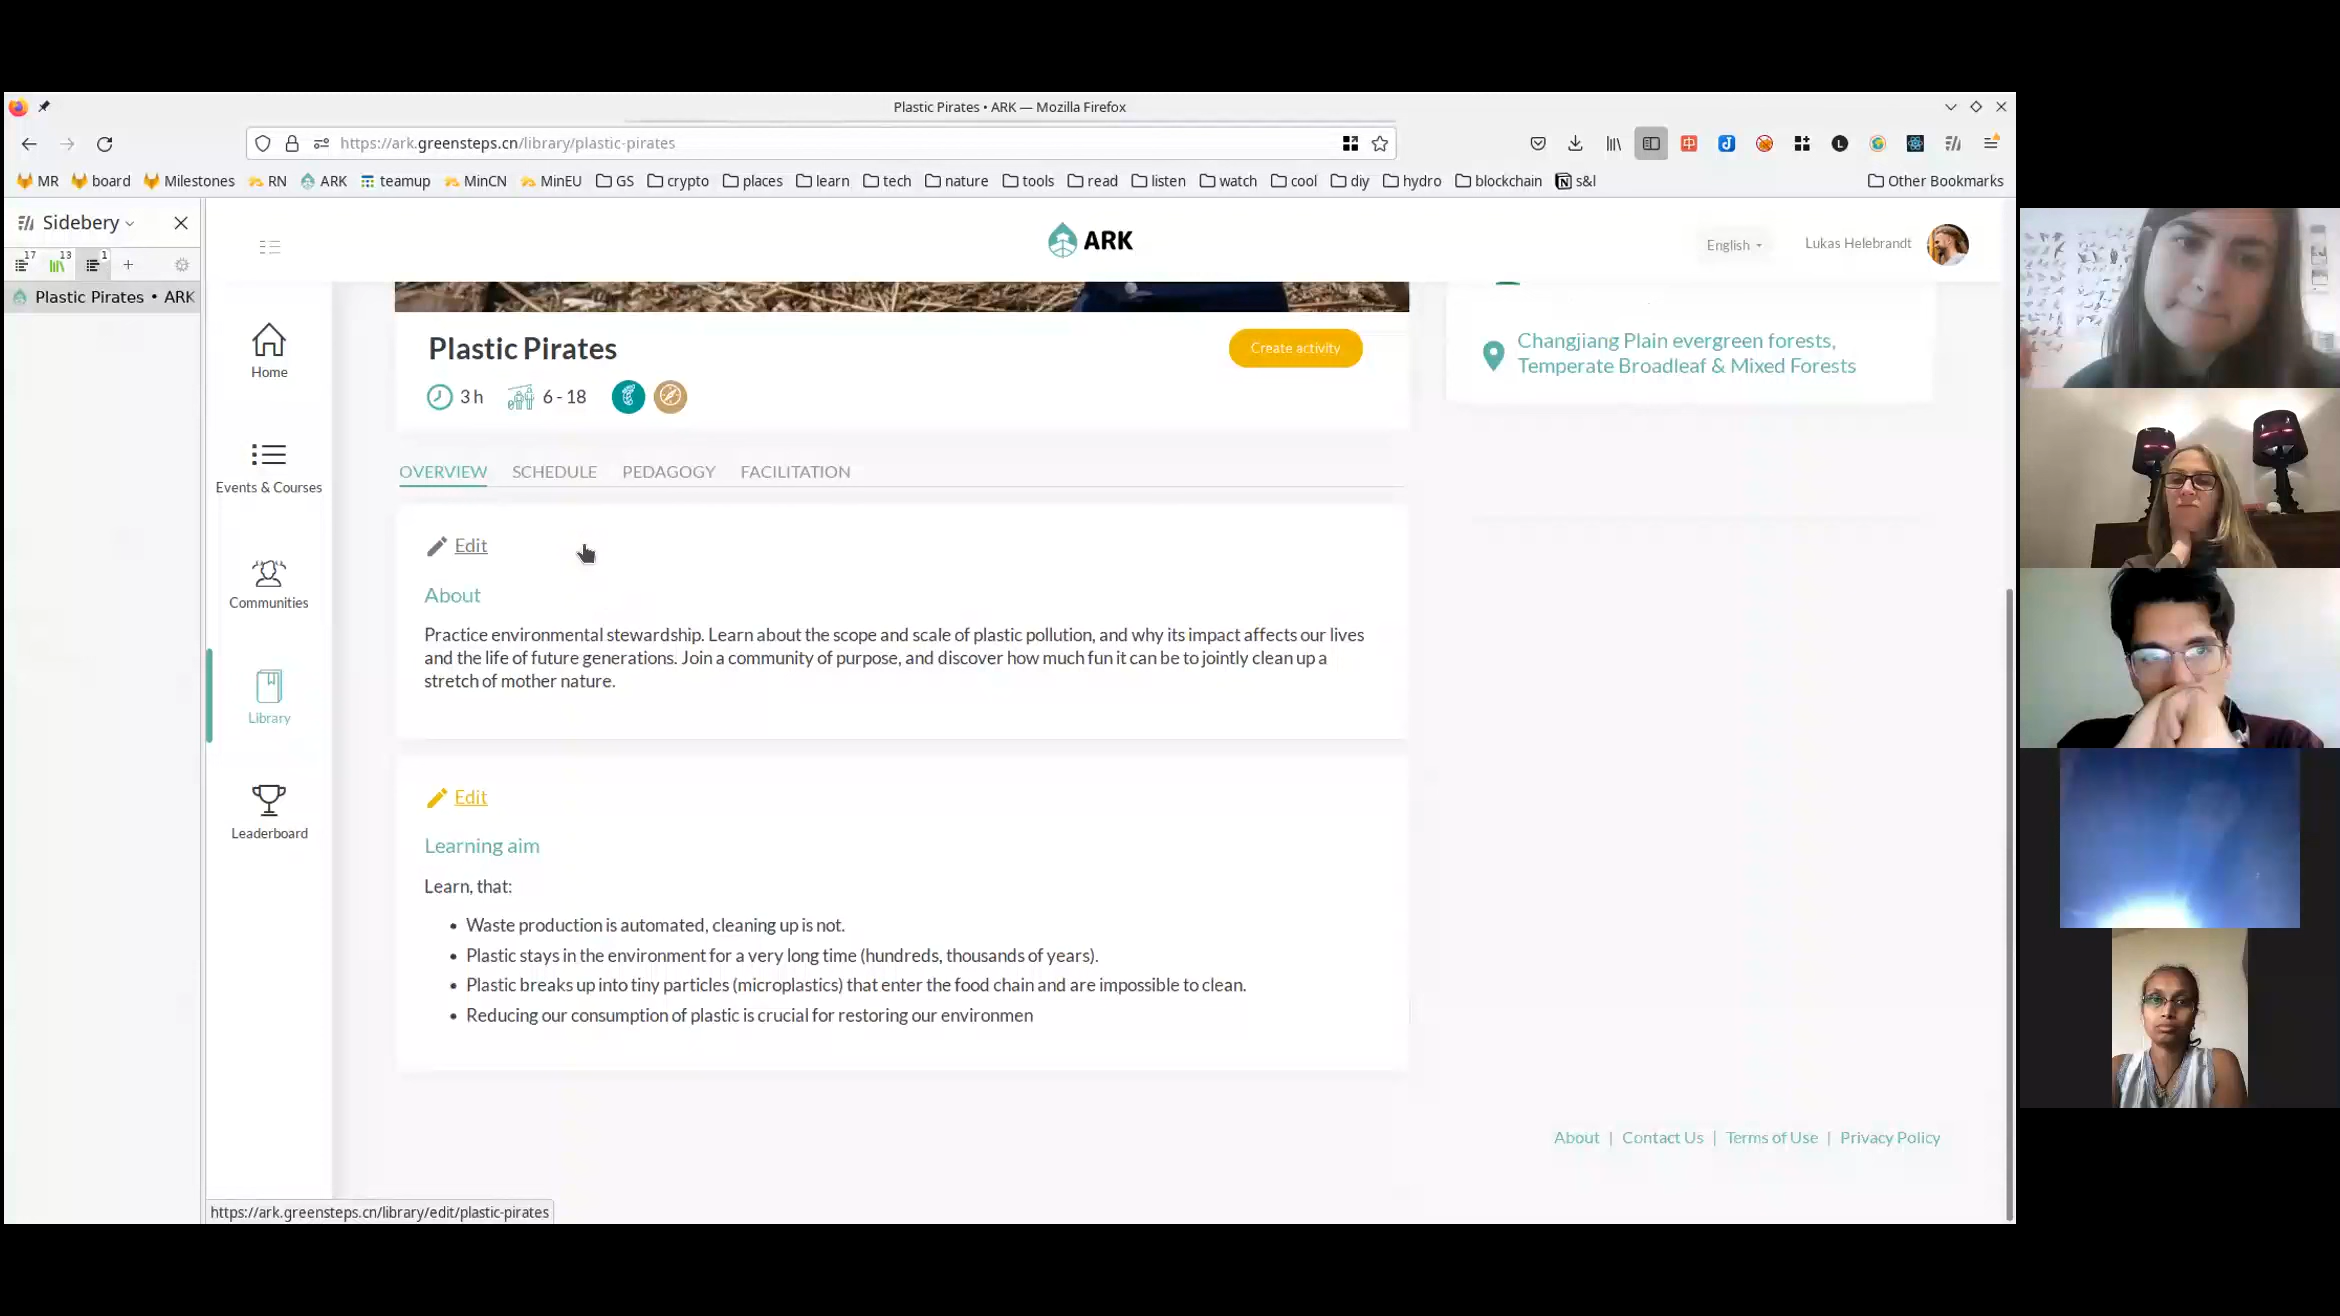 Plastic Pirates • ARK — Mozilla Firefox
https://ark.greensteps.cn/library/plastic-pirates
MR board Milestones RN ARK teamup MinCN MinEU GS crypto places learn tech nature tools read listen watch cool diy hydro blockchain s&l Other Bookmarks
Sidebery
17 13 1
Plastic Pirates • ARK
ARK
English
Lukas Helebrandt
Home
Events & Courses
Communities
Library
Leaderboard
Plastic Pirates
Create activity
3 h 6 - 18
Changjiang Plain evergreen forests,
Temperate Broadleaf & Mixed Forests
OVERVIEW SCHEDULE PEDAGOGY FACILITATION
Edit
About
Practice environmental stewardship. Learn about the scope and scale of plastic pollution, and why its impact affects our lives
and the life of future generations. Join a community of purpose, and discover how much fun it can be to jointly clean up a
stretch of mother nature.
Edit
Learning aim
Learn, that:
• Waste production is automated, cleaning up is not.
• Plastic stays in the environment for a very long time (hundreds, thousands of years).
• Plastic breaks up into tiny particles (microplastics) that enter the food chain and are impossible to clean.
• Reducing our consumption of plastic is crucial for restoring our environmen
About | Contact Us | Terms of Use | Privacy Policy
https://ark.greensteps.cn/library/edit/plastic-pirates